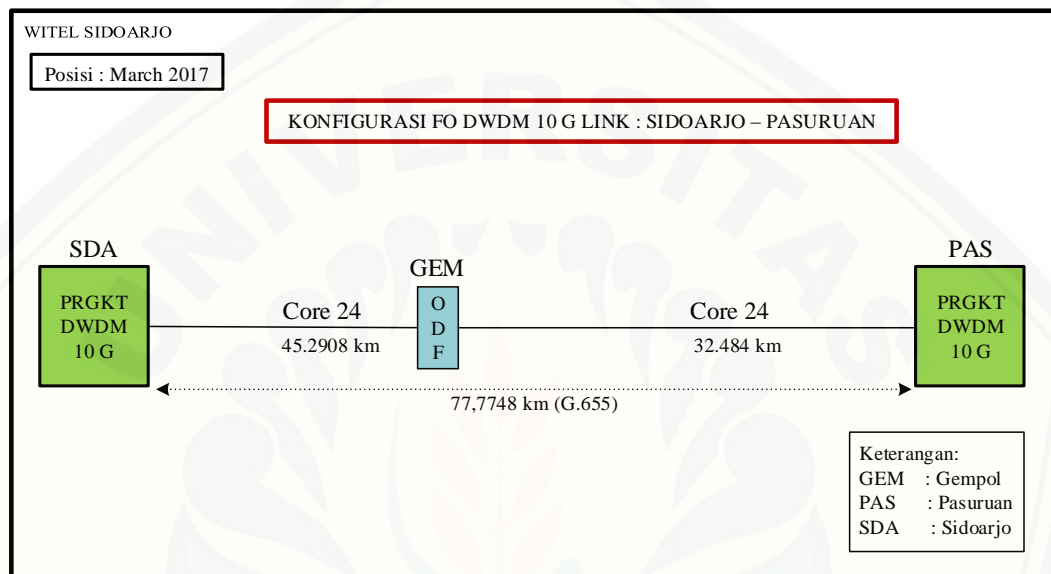 WITEL SIDOARJO
Posisi : March 2017
KONFIGURASI FO DWDM 10 G LINK : SIDOARJO – PASURUAN
SDA
PRGKT
DWDM
10 G
Core 24
45.2908 km
GEM
O
D
F
Core 24
32.484 km
PAS
PRGKT
DWDM
10 G
77,7748 km (G.655)
Keterangan:
GEM : Gempol
PAS : Pasuruan
SDA : Sidoarjo
UNIVERSITAS